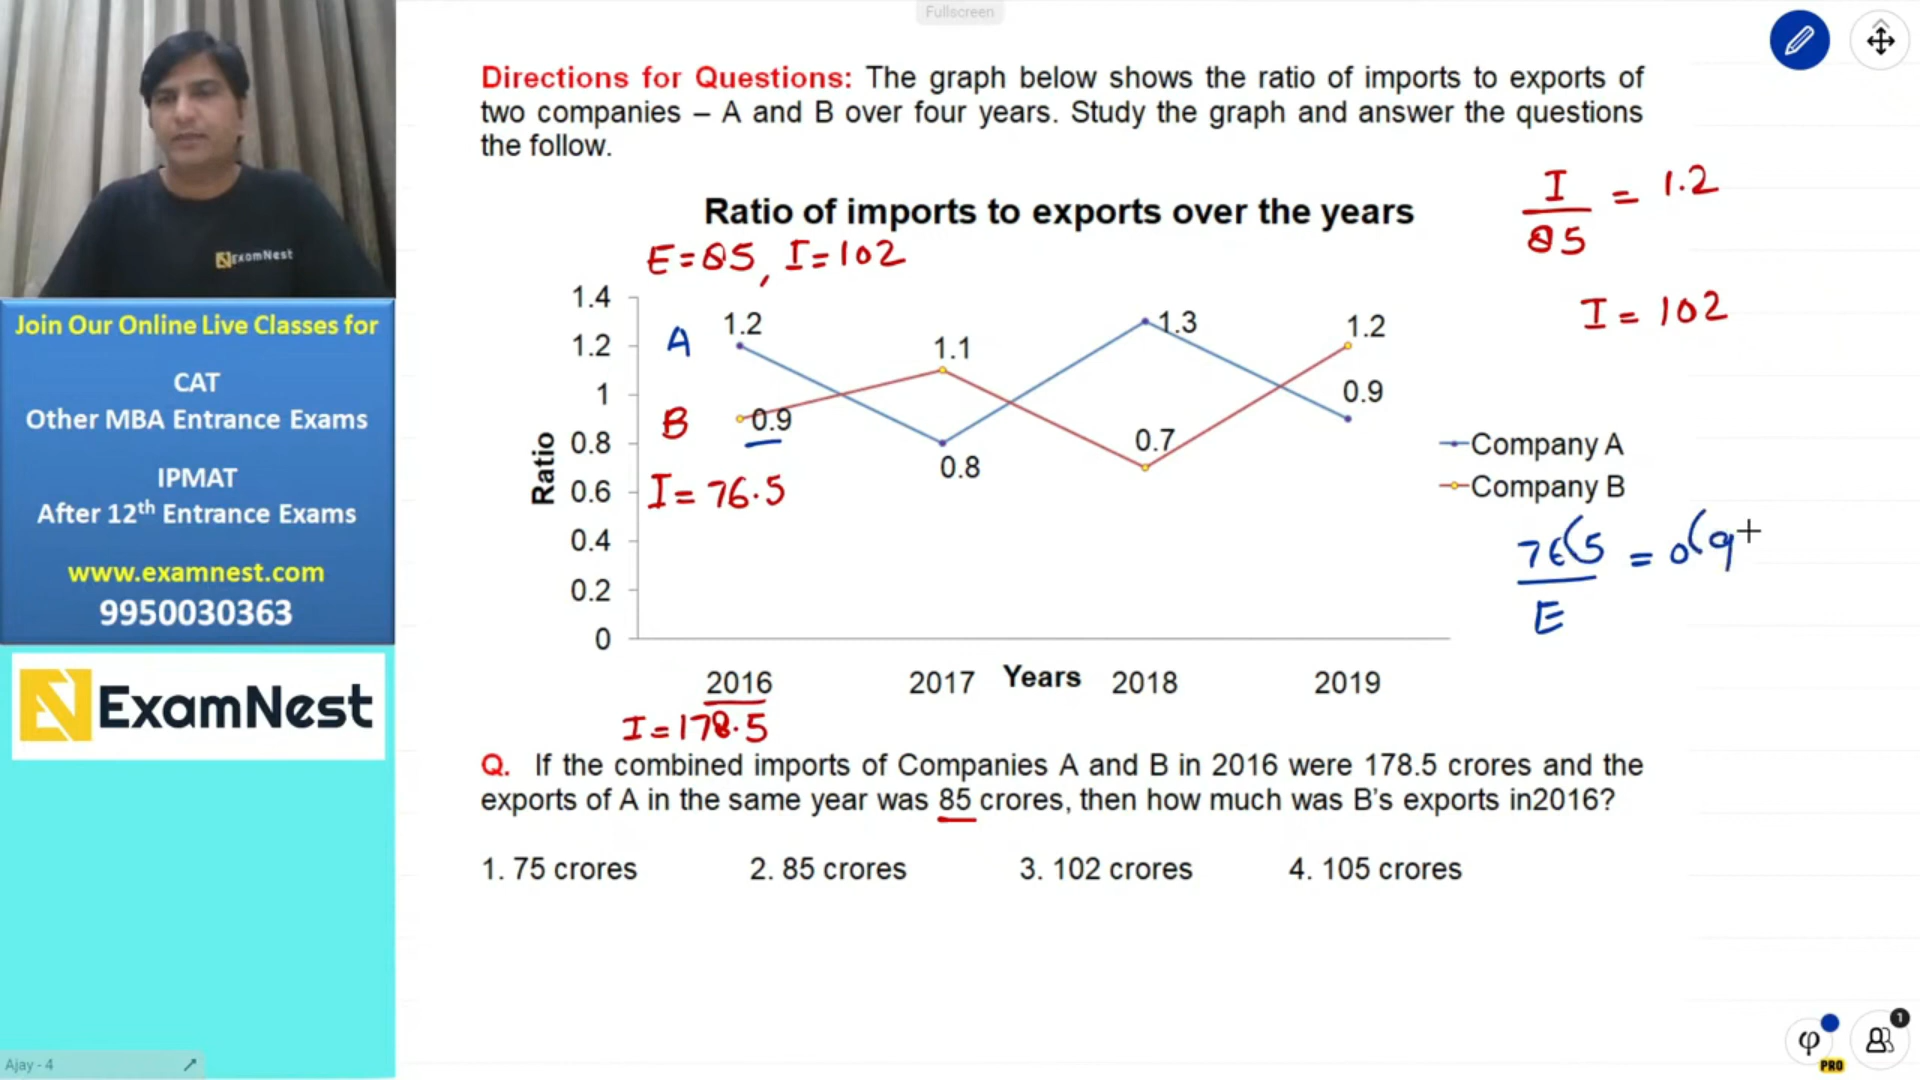 Fullscreen
Directions for Questions: The graph below shows the ratio of imports to exports of
two companies – A and B over four years. Study the graph and answer the questions
the follow.
Ratio of imports to exports over the years
E=85, I=102
I/85 = 1.2
I = 102
1.4
1.2
1
0.8
0.6
0.4
0.2
0
Ratio
A
B
1.2
0.8
1.3
0.9
0.9
1.1
0.7
1.2
I=76.5
Company A
Company B
76.5/E = 0.9
2016
2017
Years
2018
2019
I=178.5
Q. If the combined imports of Companies A and B in 2016 were 178.5 crores and the
exports of A in the same year was 85 crores, then how much was B's exports in2016?
1. 75 crores
2. 85 crores
3. 102 crores
4. 105 crores
ExamNest
Join Our Online Live Classes for
CAT
Other MBA Entrance Exams
IPMAT
After 12th Entrance Exams
www.examnest.com
9950030363
ExamNest
Ajay - 4
φ
PRO
1